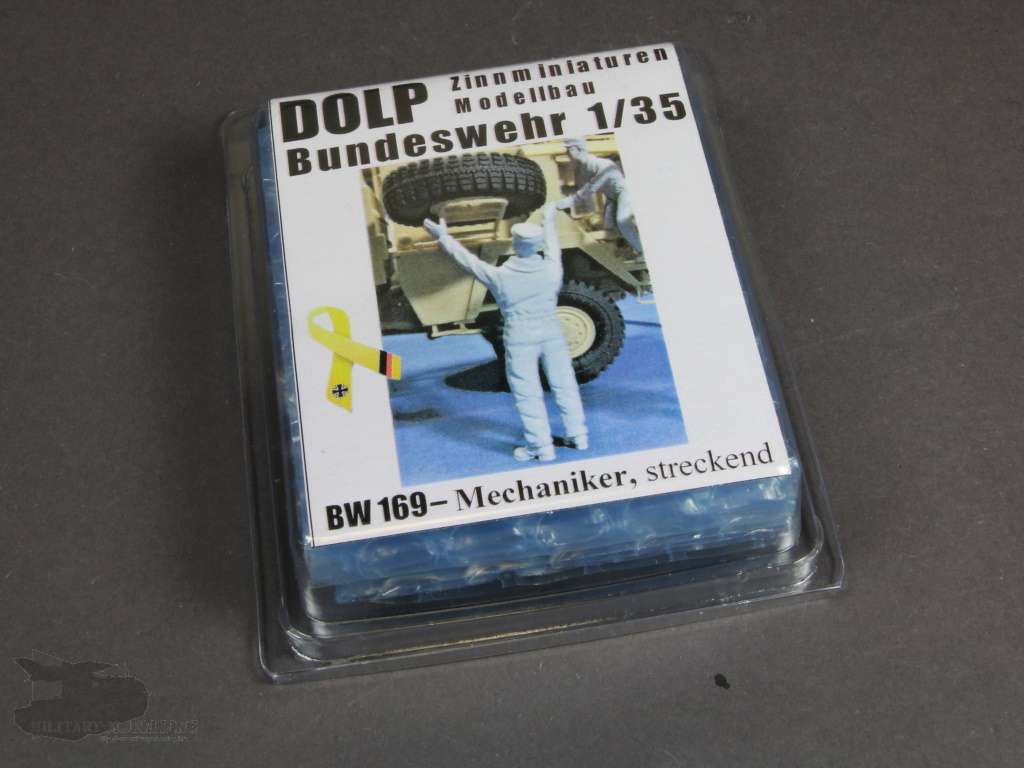 DOLP
Zinnminiaturen
Modellbau
Bundeswehr 1/35
BW 169– Mechaniker, streckend